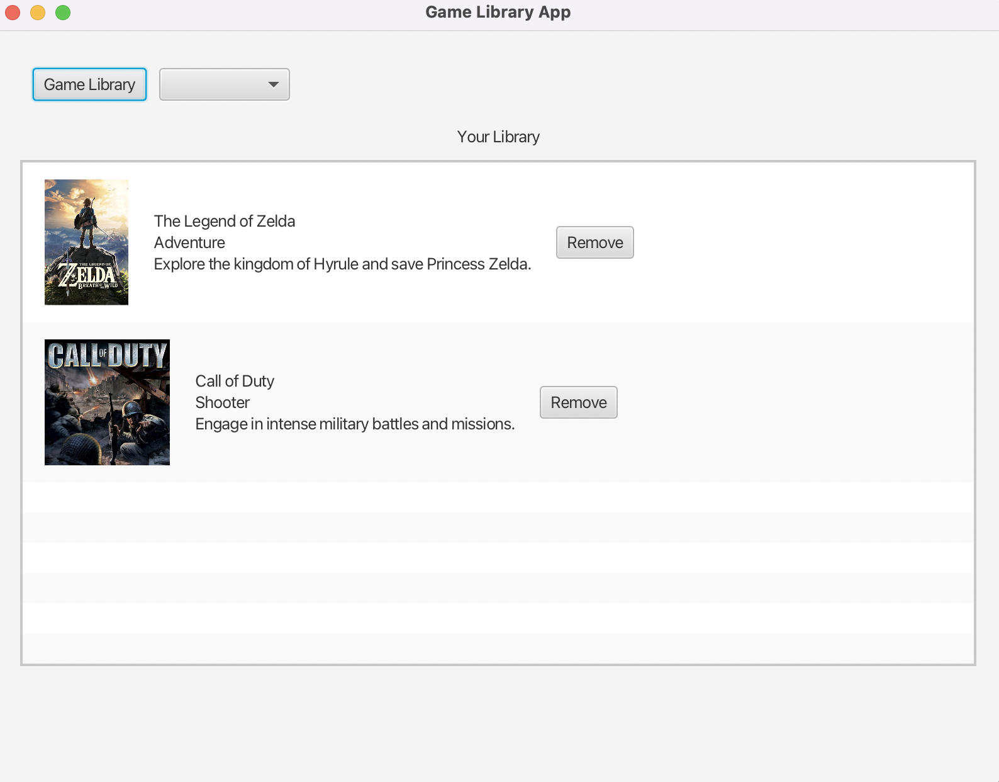 Game Library App
Game Library
Your Library
THE LEGEND OF
ZELDA
BREATH OF THE WILD
The Legend of Zelda
Adventure
Explore the kingdom of Hyrule and save Princess Zelda.
Remove
CALL OF DUTY
Call of Duty
Shooter
Engage in intense military battles and missions.
Remove